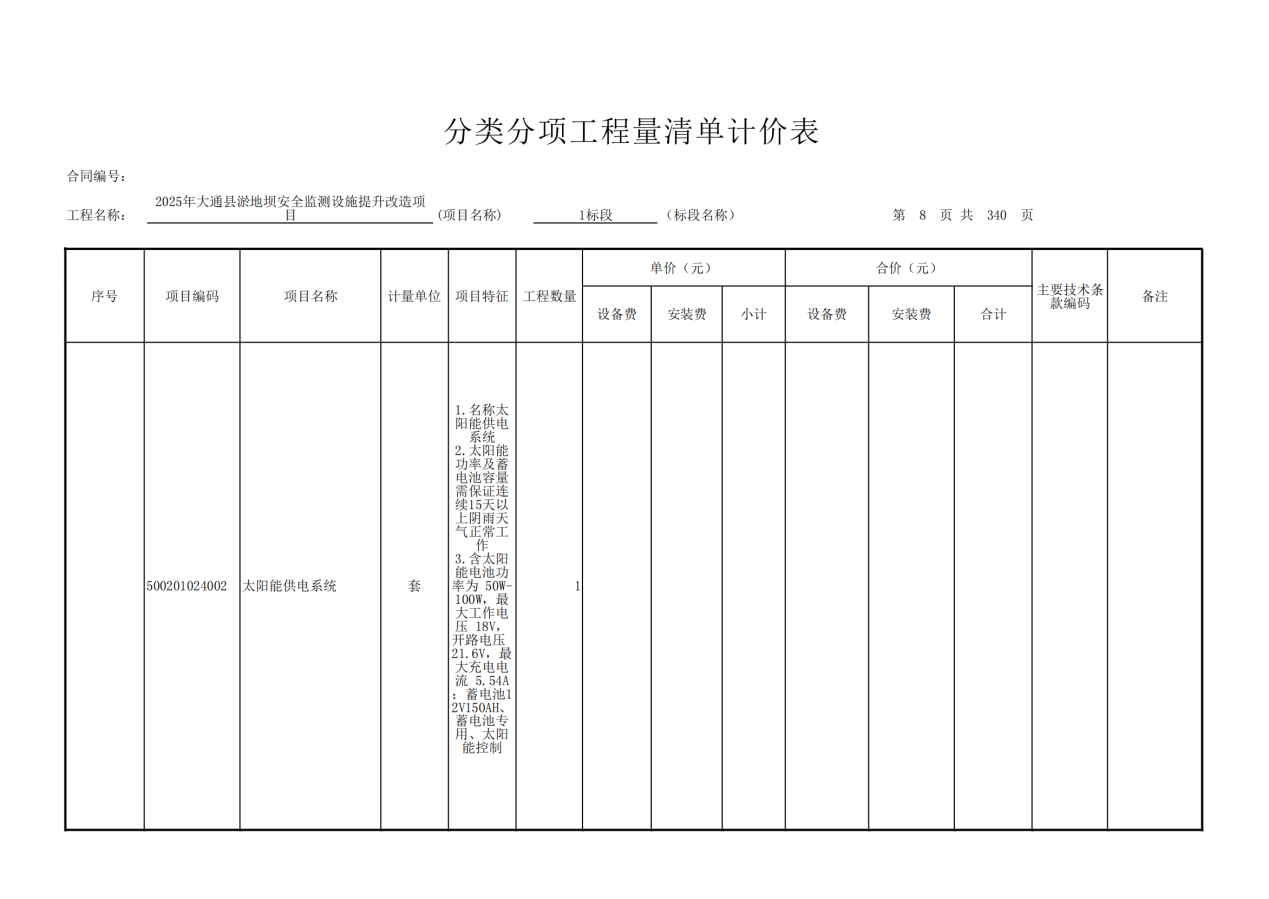 分类分项工程量清单计价表
合同编号：
2025年大通县淤地坝安全监测设施提升改造项
工程名称： 目 (项目名称) 1标段 （标段名称） 第 8 页 共 340 页
序号 项目编码 项目名称 计量单位 项目特征 工程数量 单价（元） 合价（元） 主要技术条 备注
款编码
设备费 安装费 小计 设备费 安装费 合计
1.名称太
阳能供电
系统
2.太阳能
功率及蓄
电池容量
需保证连
续15天以
上阴雨天
气正常工
作
3.含太阳
能电池功
500201024002 太阳能供电系统 套 率为 50W- 1
100W，最
大工作电
压 18V，
开路电压
21.6V，最
大充电电
流 5.54A
；蓄电池1
2V150AH、
蓄电池专
用、太阳
能控制